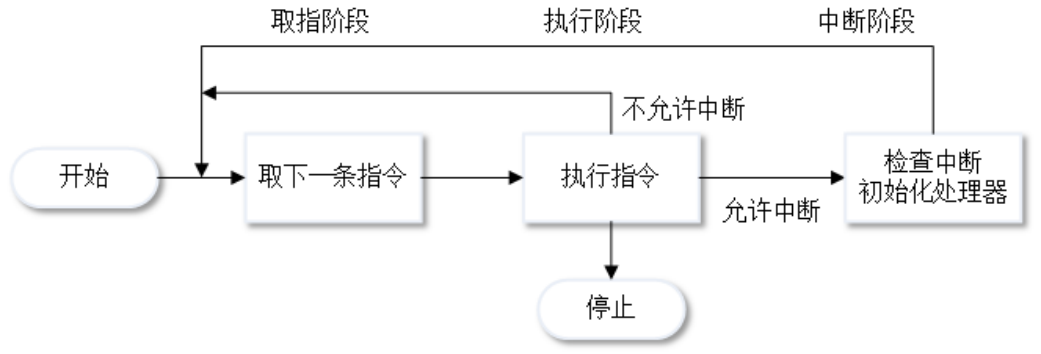 取指阶段
执行阶段
中断阶段
不允许中断
开始
取下一条指令
执行指令
检查中断
初始化处理器
允许中断
停止